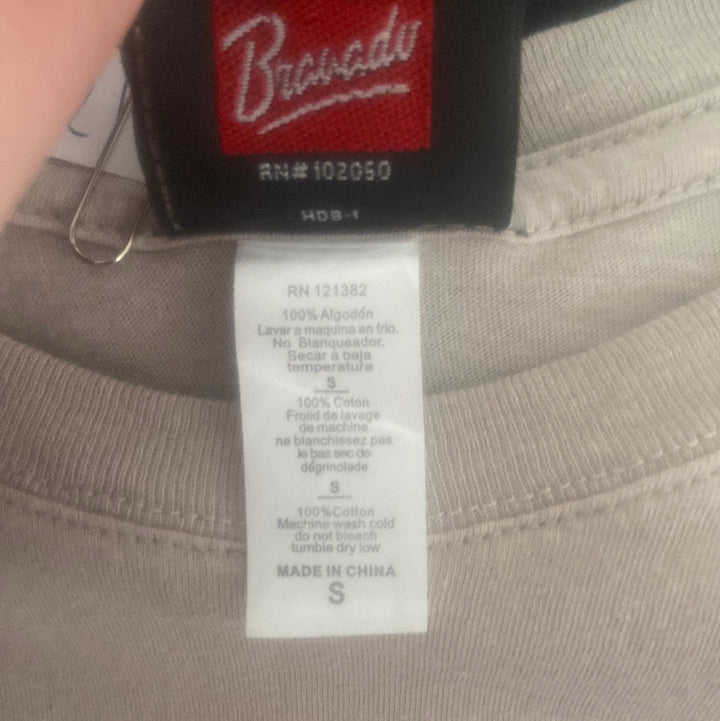 Bravado
RN# 102050
HDB-1
RN 121382
100% Algodón
Lavar a maquina en frio.
No Blanqueador.
Secar a baja
temperatura
S
100% Coton
Froiid de lavage
de machine
ne blanchissez pas
le bas sec de
dégrinolade
S
100%Cotton
Machine wash cold
do not bleach
tumble dry low
MADE IN CHINA
S